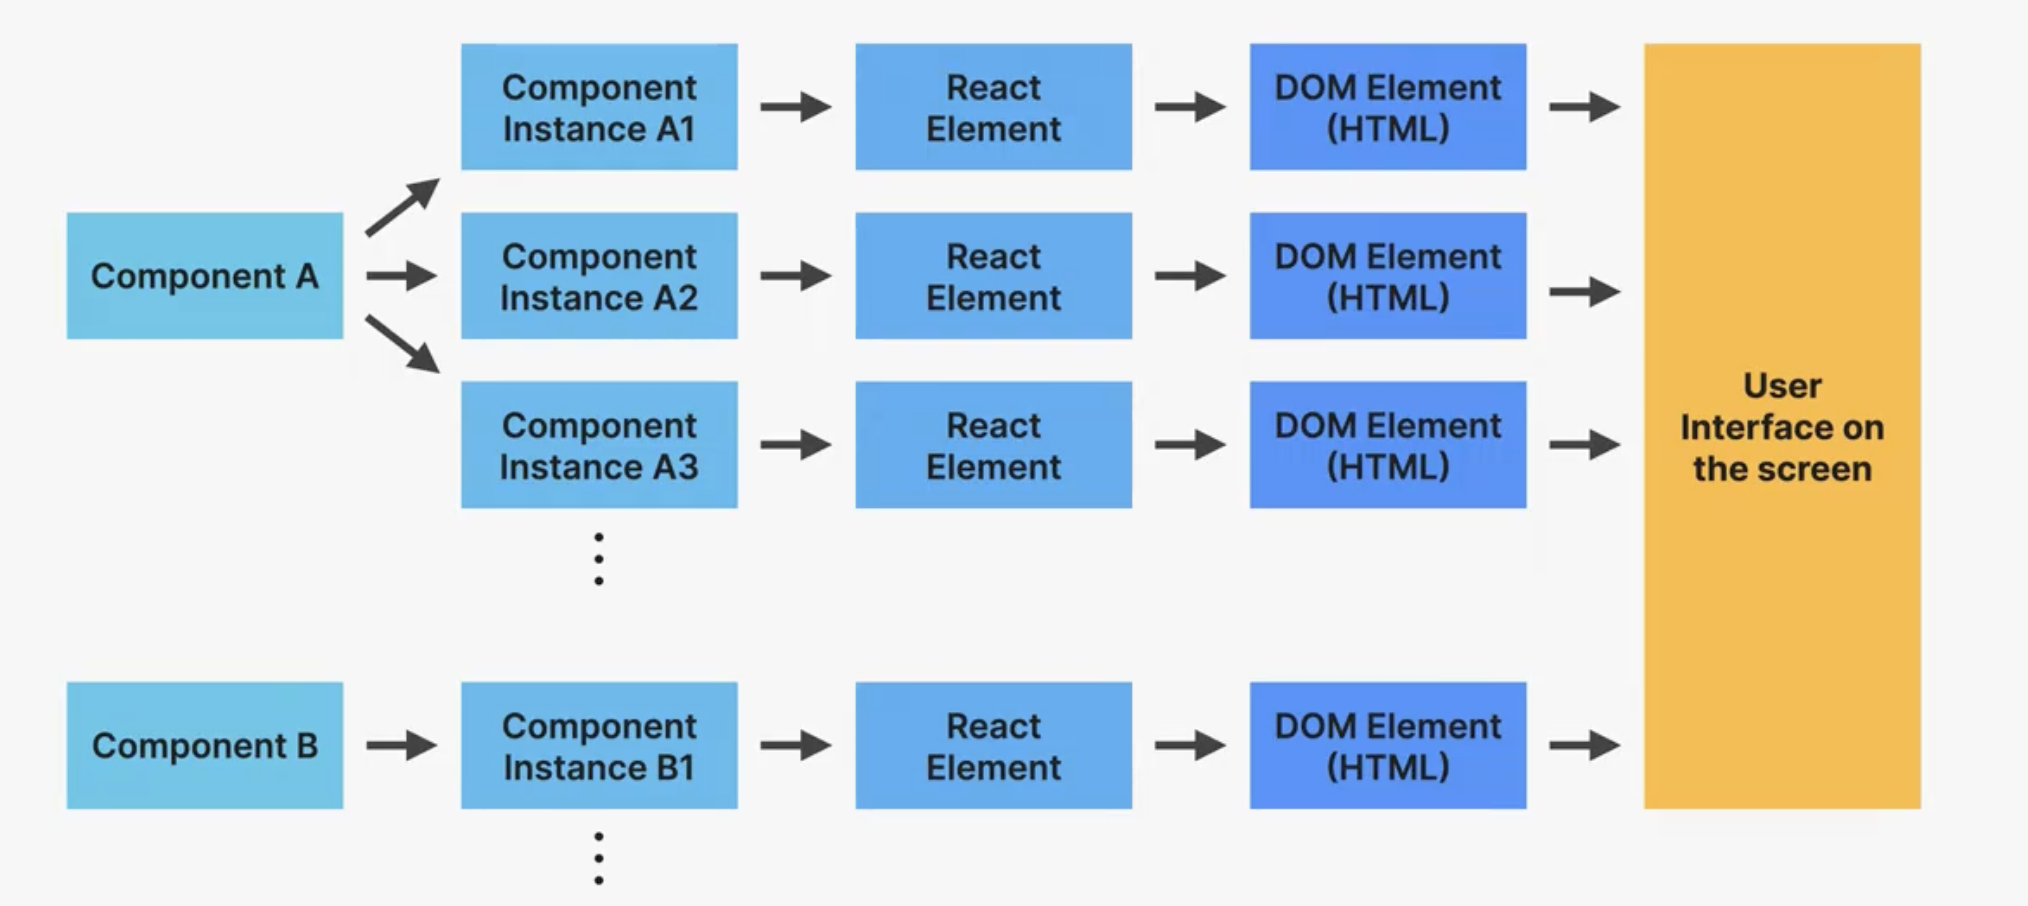 Component
Instance A1
React
Element
DOM Element
(HTML)
Component A
Component
Instance A2
React
Element
DOM Element
(HTML)
Component
Instance A3
React
Element
DOM Element
(HTML)
User
Interface on
the screen
Component B
Component
Instance B1
React
Element
DOM Element
(HTML)